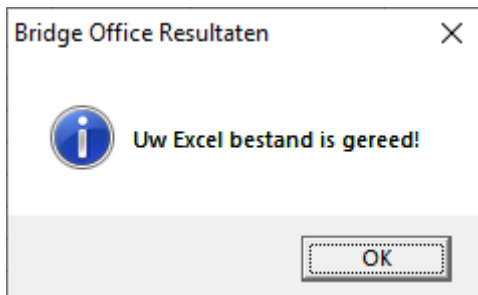 Bridge Office Resultaten
Uw Excel bestand is gereed!
OK